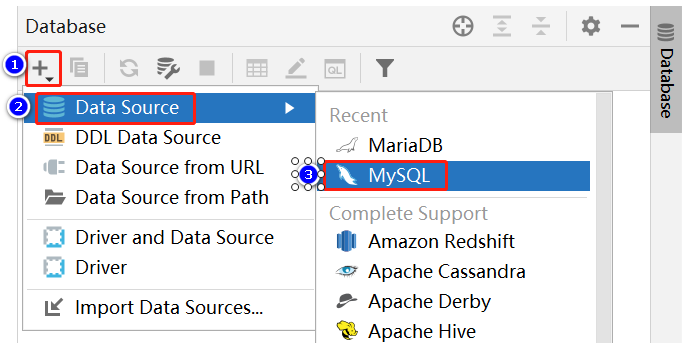 Database
1
QL
Database
2
Data Source
DDL
DDL Data Source
Data Source from URL
Data Source from Path
Driver and Data Source
Driver
Import Data Sources...
Recent
MariaDB
3
MySQL
Complete Support
Amazon Redshift
Apache Cassandra
Apache Derby
Apache Hive